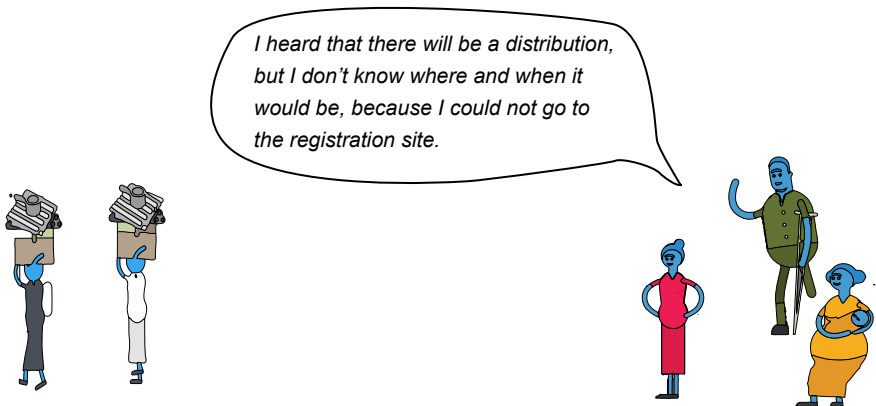 I heard that there will be a distribution,
but I don’t know where and when it
would be, because I could not go to
the registration site.